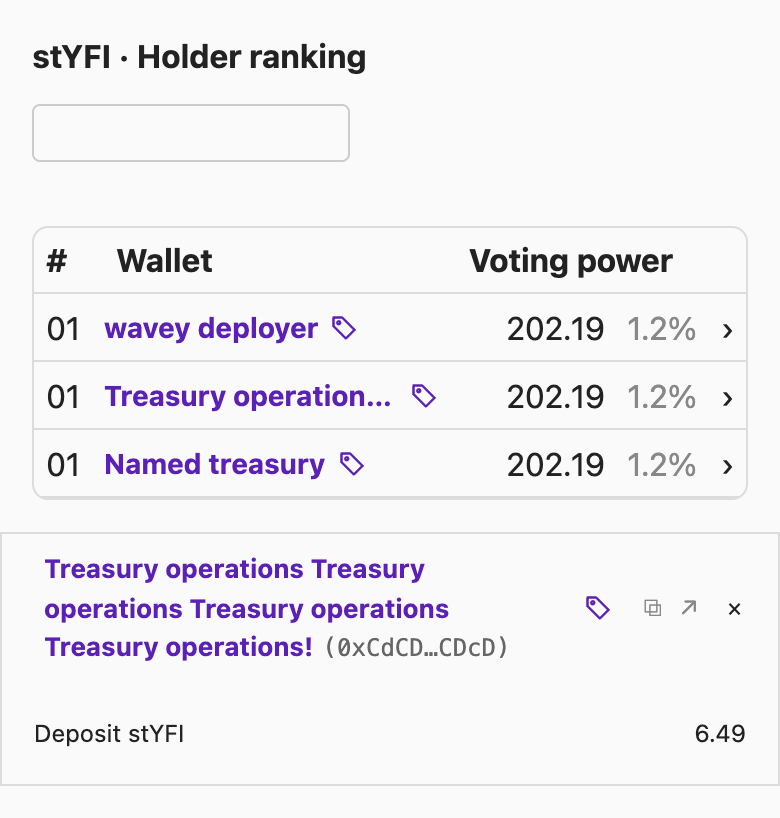 stYFI · Holder ranking
# Wallet Voting power
01 wavey deployer 202.19 1.2% ›
01 Treasury operation... 202.19 1.2% ›
01 Named treasury 202.19 1.2% ›
Treasury operations Treasury
operations Treasury operations
Treasury operations! (0xCdCD…CDcD)
Deposit stYFI 6.49